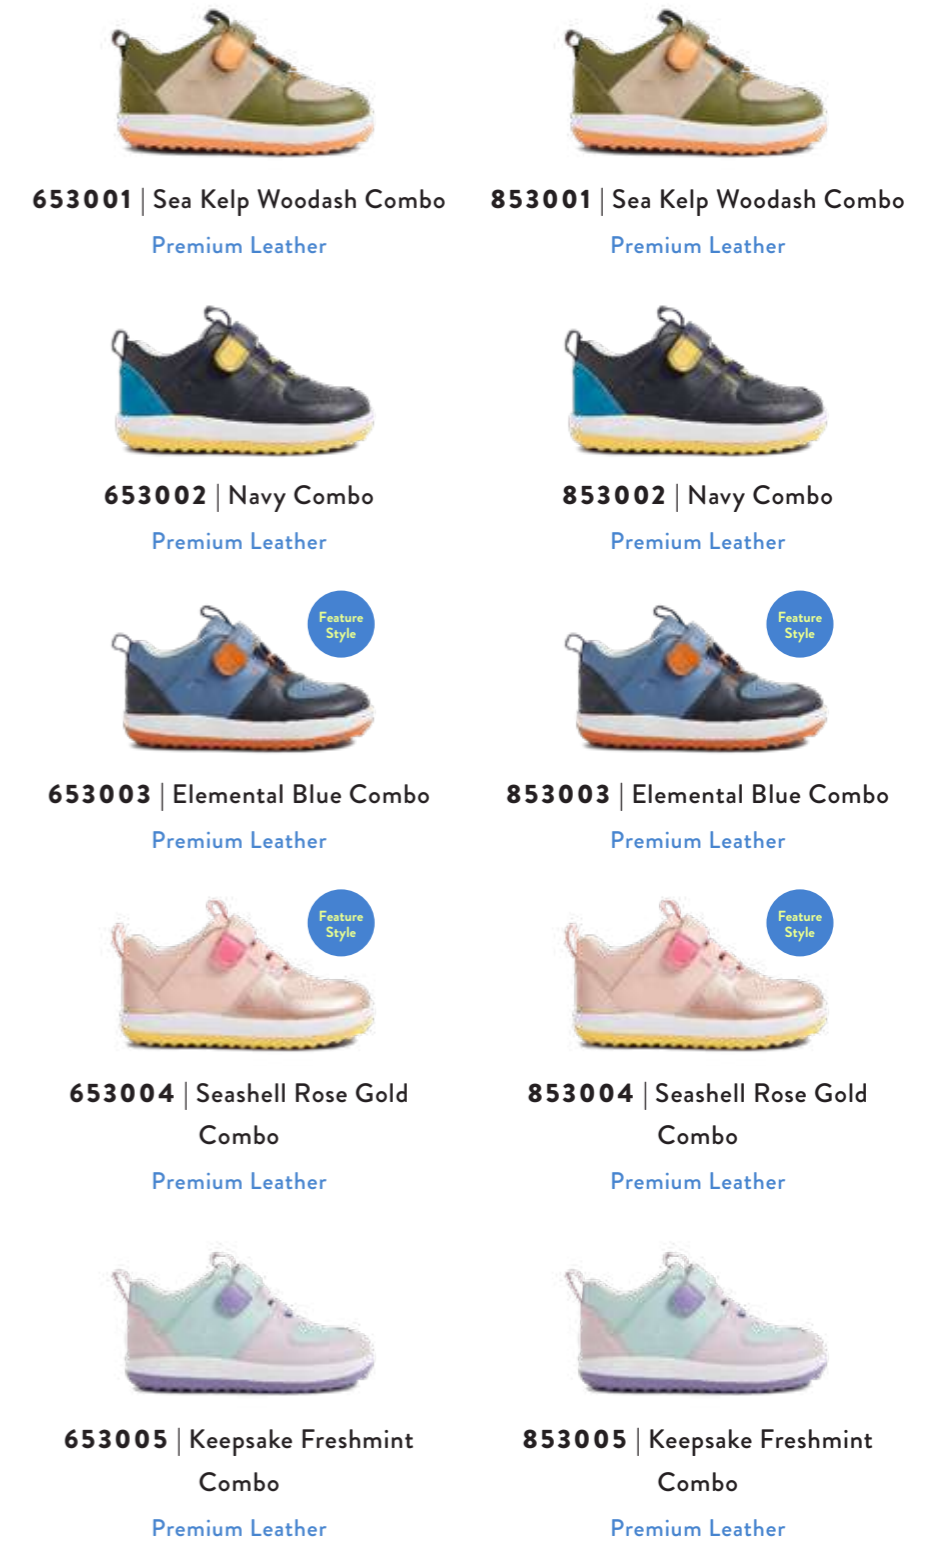 653001 | Sea Kelp Woodash Combo
Premium Leather
853001 | Sea Kelp Woodash Combo
Premium Leather
653002 | Navy Combo
Premium Leather
853002 | Navy Combo
Premium Leather
Feature
Style
653003 | Elemental Blue Combo
Premium Leather
Feature
Style
853003 | Elemental Blue Combo
Premium Leather
Feature
Style
653004 | Seashell Rose Gold
Combo
Premium Leather
Feature
Style
853004 | Seashell Rose Gold
Combo
Premium Leather
653005 | Keepsake Freshmint
Combo
Premium Leather
853005 | Keepsake Freshmint
Combo
Premium Leather